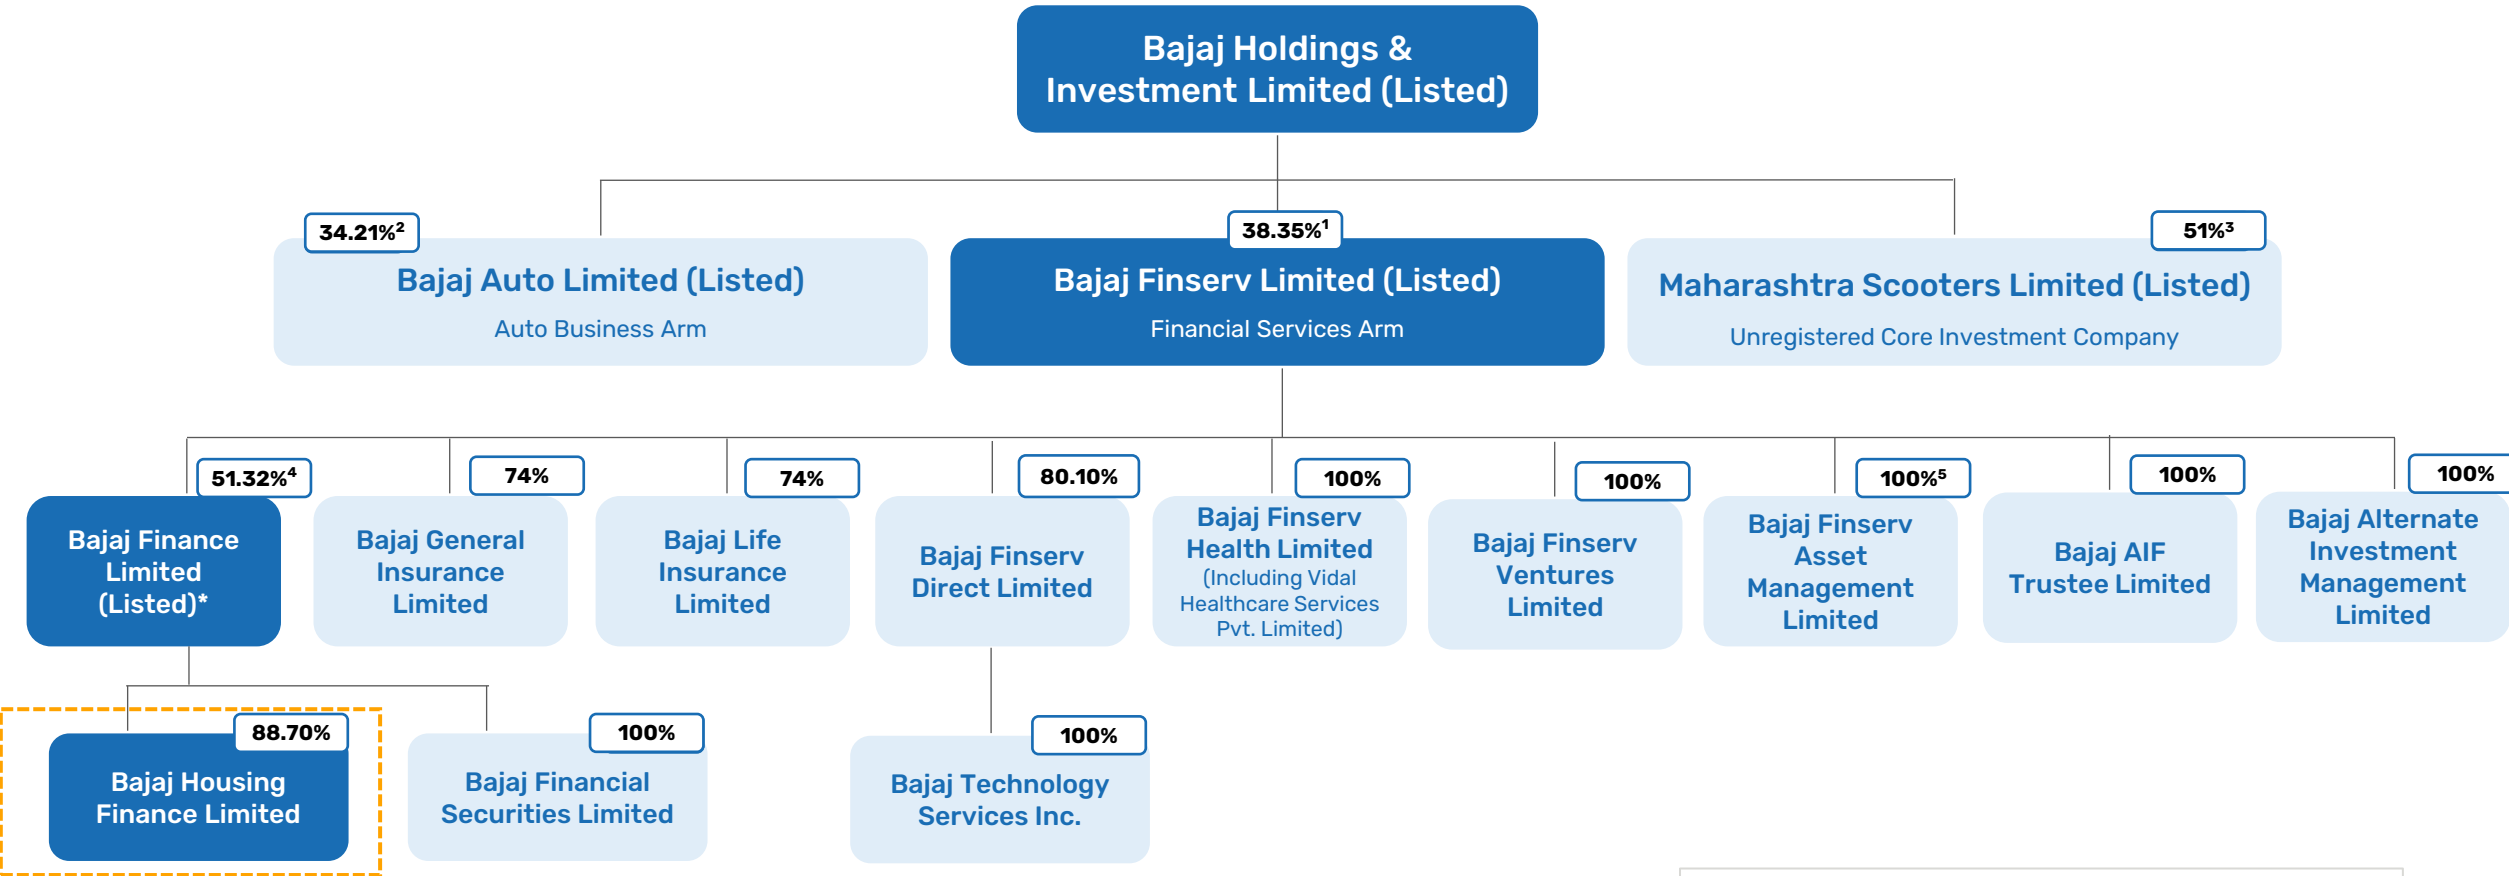 Bajaj Holdings &
Investment Limited (Listed)
34.21%²
Bajaj Auto Limited (Listed)
Auto Business Arm
38.35%¹
Bajaj Finserv Limited (Listed)
Financial Services Arm
51%³
Maharashtra Scooters Limited (Listed)
Unregistered Core Investment Company
51.32%⁴
Bajaj Finance
Limited
(Listed)*
74%
Bajaj General
Insurance
Limited
74%
Bajaj Life
Insurance
Limited
80.10%
Bajaj Finserv
Direct Limited
100%
Bajaj Finserv
Health Limited
(Including Vidal
Healthcare Services
Pvt. Limited)
100%
Bajaj Finserv
Ventures
Limited
100%⁵
Bajaj Finserv
Asset
Management
Limited
100%
Bajaj AIF
Trustee Limited
100%
Bajaj Alternate
Investment
Management
Limited
88.70%
Bajaj Housing
Finance Limited
100%
Bajaj Financial
Securities Limited
100%
Bajaj Technology
Services Inc.